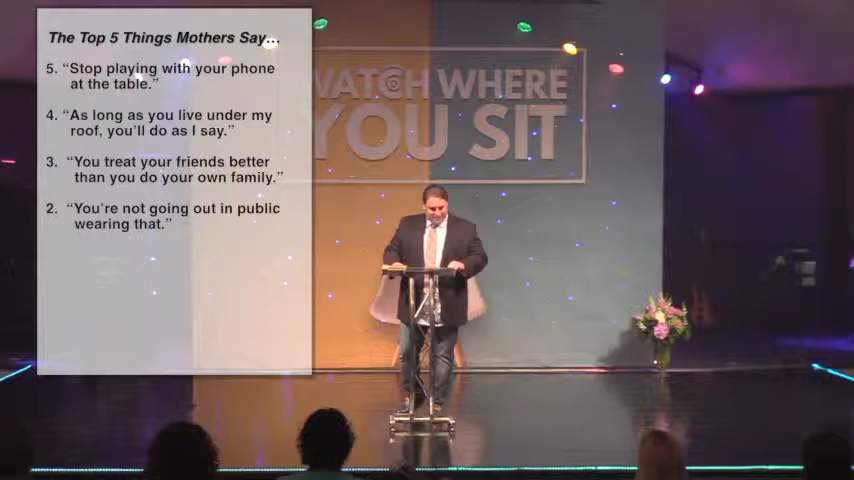 The Top 5 Things Mothers Say...
5. “Stop playing with your phone
at the table.”
4. “As long as you live under my
roof, you’ll do as I say.”
3. “You treat your friends better
than you do your own family.”
2. “You’re not going out in public
wearing that.”
WATCH WHERE
YOU SIT